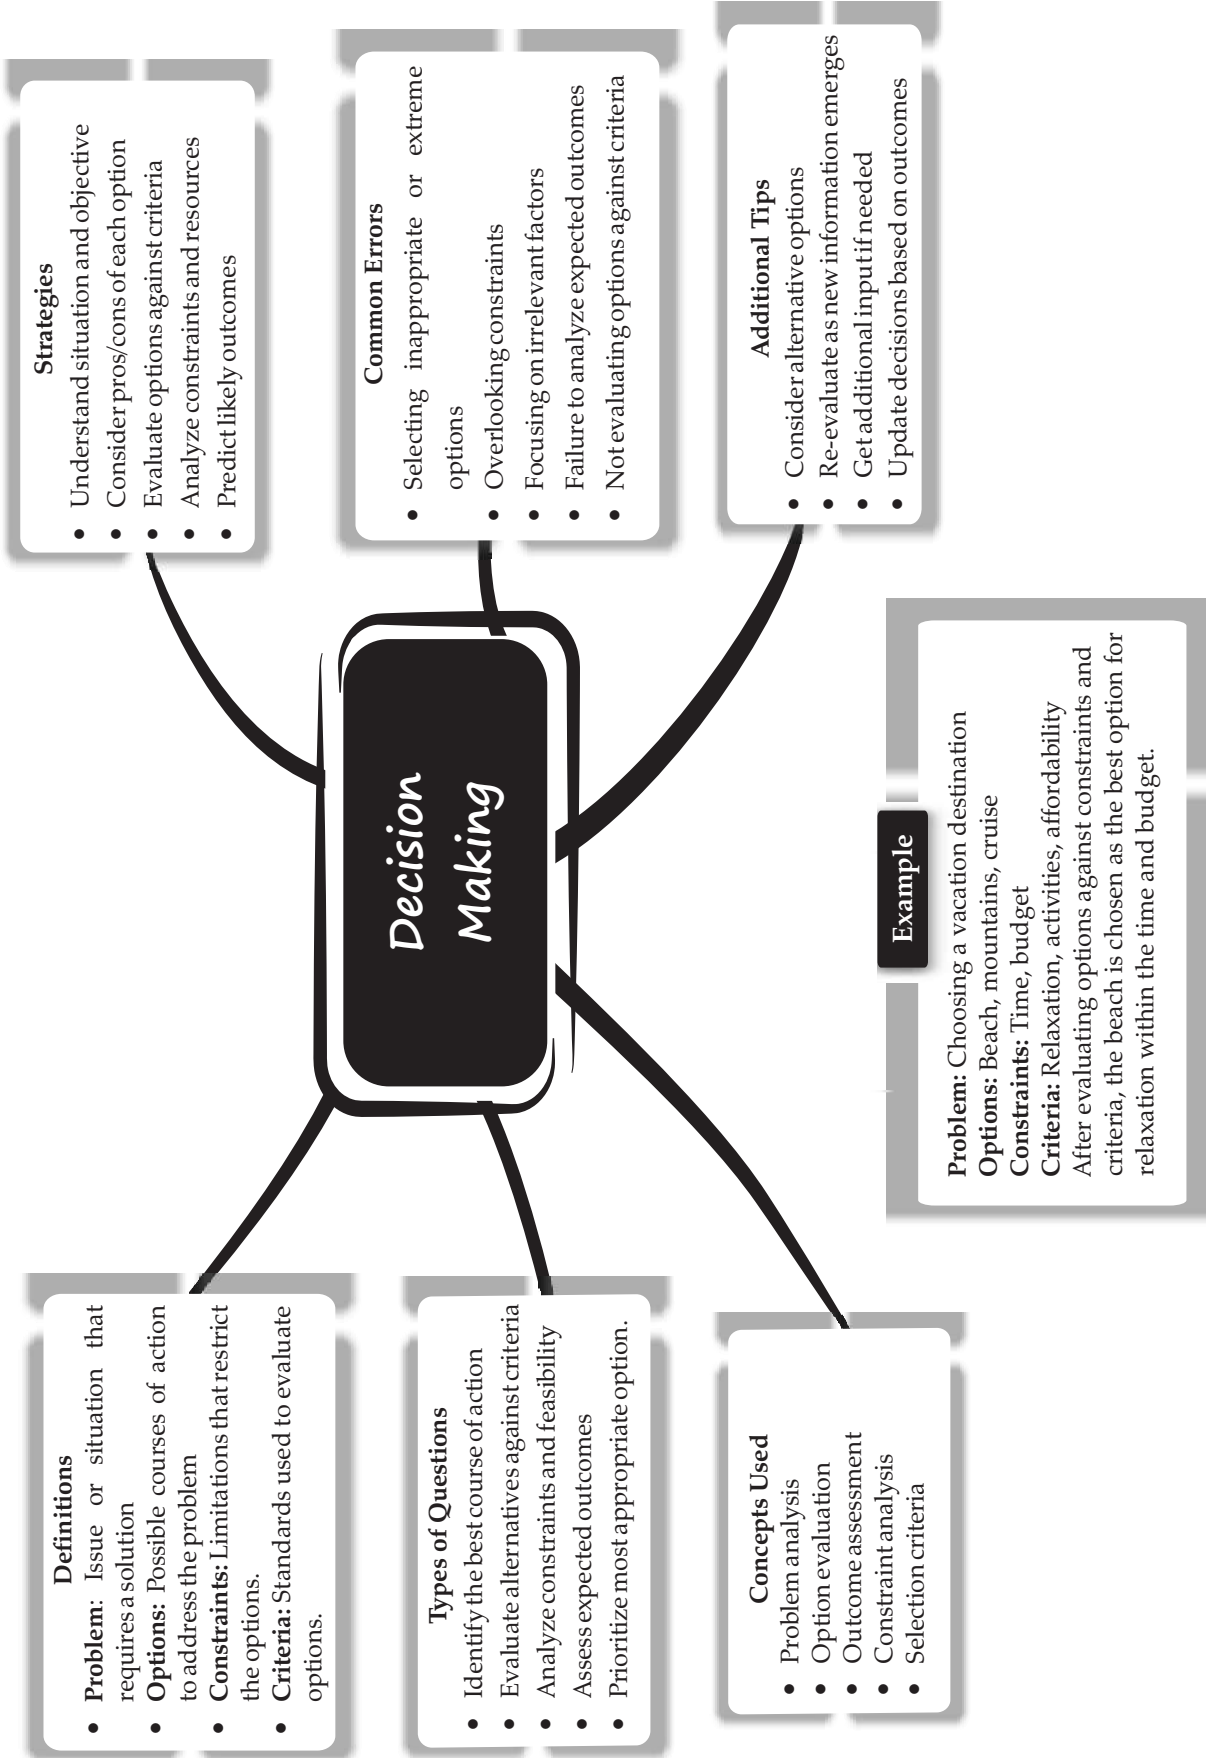 Definitions
• Problem: Issue or situation that
requires a solution
• Options: Possible courses of action
to address the problem
• Constraints: Limitations that restrict
the options.
• Criteria: Standards used to evaluate
options.
Types of Questions
• Identify the best course of action
• Evaluate alternatives against criteria
• Analyze constraints and feasibility
• Assess expected outcomes
• Prioritize most appropriate option.
Concepts Used
• Problem analysis
• Option evaluation
• Outcome assessment
• Constraint analysis
• Selection criteria
Decision
Making
Strategies
• Understand situation and objective
• Consider pros/cons of each option
• Evaluate options against criteria
• Analyze constraints and resources
• Predict likely outcomes
Common Errors
• Selecting inappropriate or extreme
options
• Overlooking constraints
• Focusing on irrelevant factors
• Failure to analyze expected outcomes
• Not evaluating options against criteria
Additional Tips
• Consider alternative options
• Re-evaluate as new information emerges
• Get additional input if needed
• Update decisions based on outcomes
Example
Problem: Choosing a vacation destination
Options: Beach, mountains, cruise
Constraints: Time, budget
Criteria: Relaxation, activities, affordability
After evaluating options against constraints and
criteria, the beach is chosen as the best option for
relaxation within the time and budget.